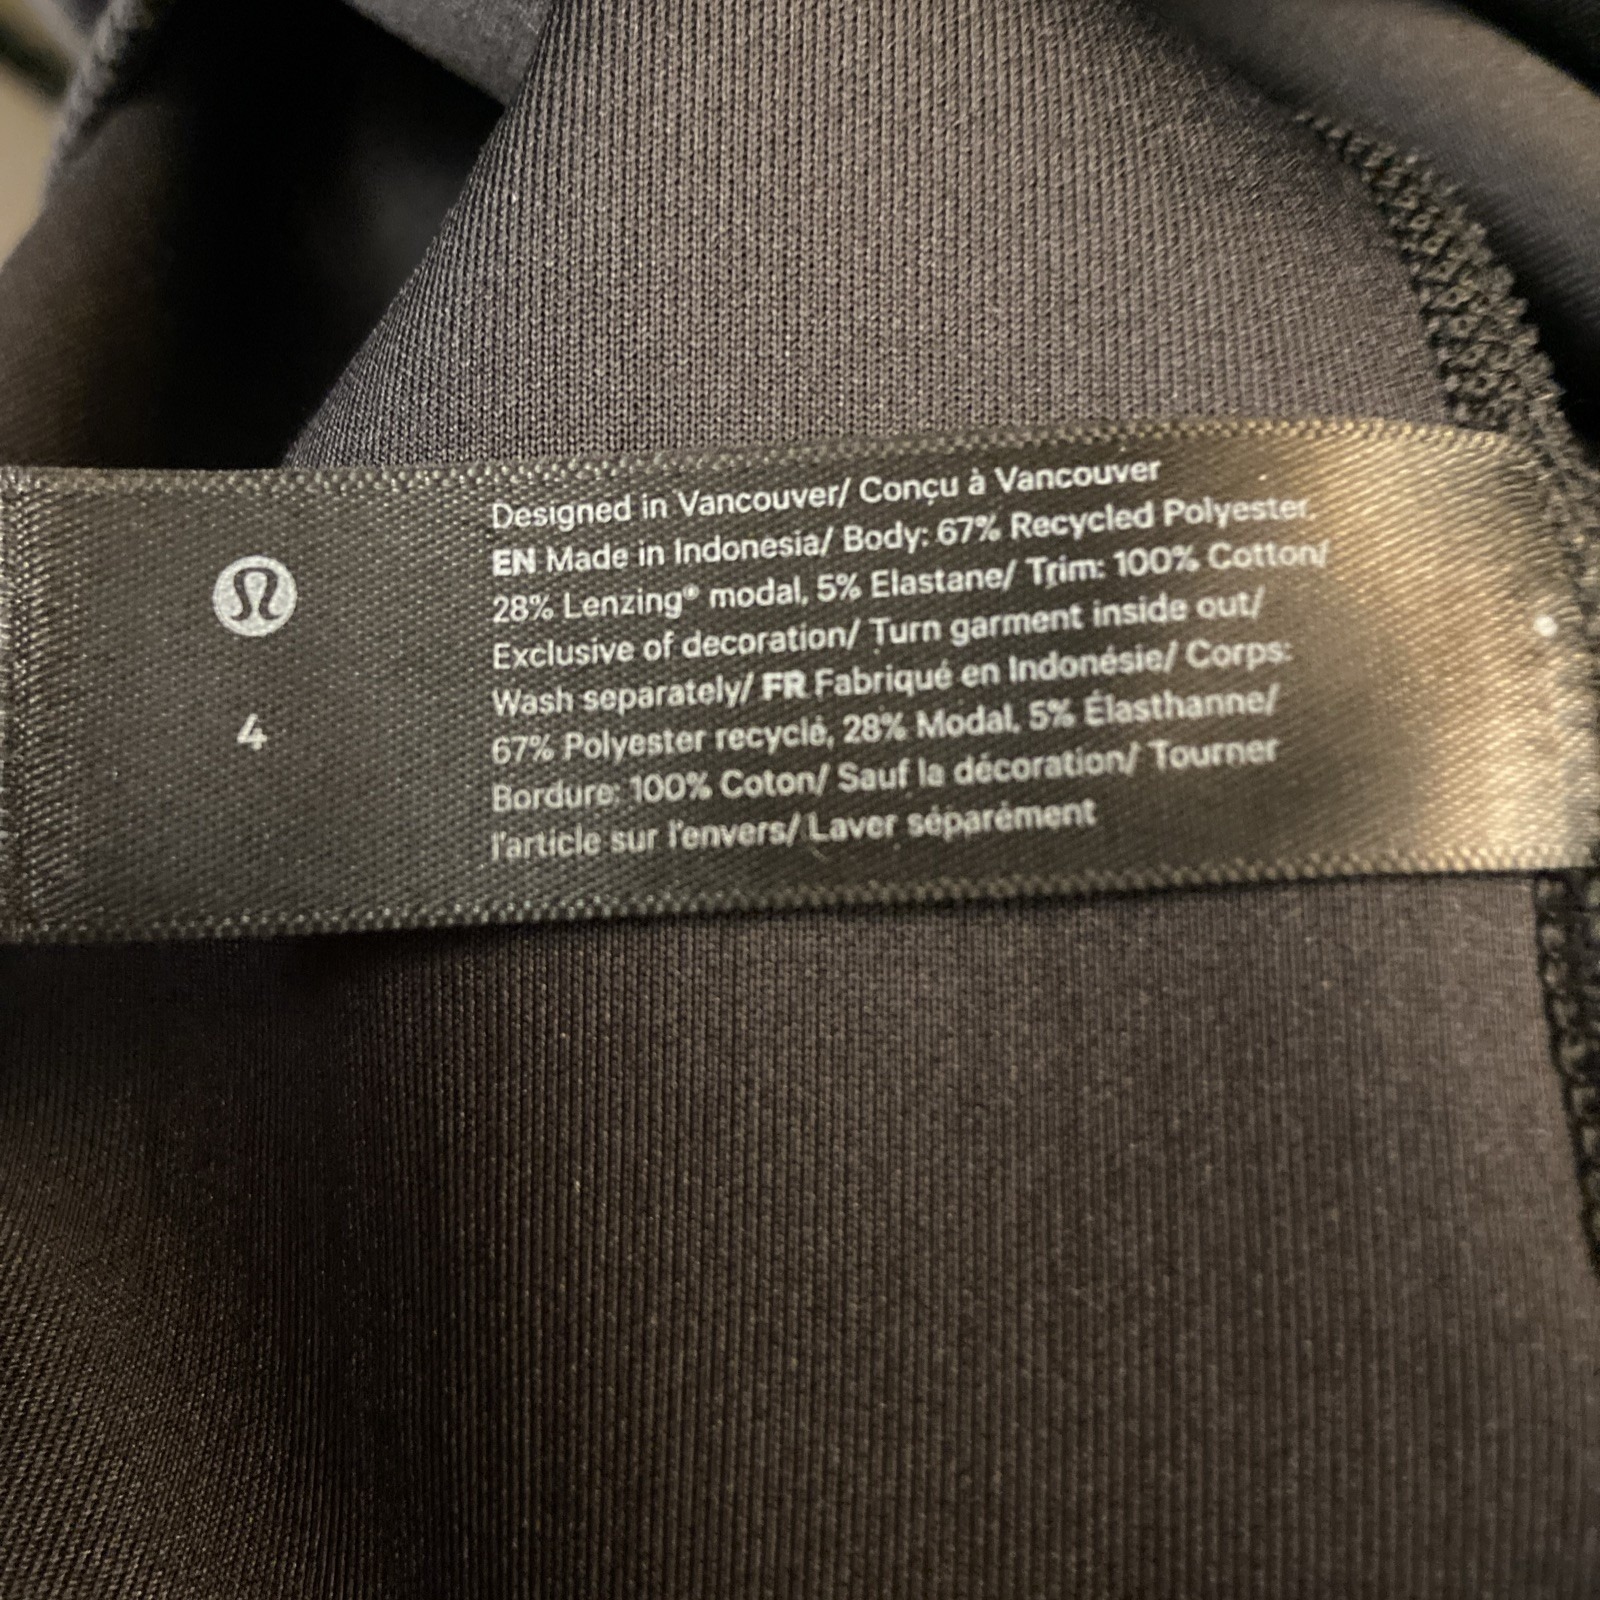 4
Designed in Vancouver/ Conçu à Vancouver
EN Made in Indonesia/ Body: 67% Recycled Polyester,
28% Lenzing® modal, 5% Elastane/ Trim: 100% Cotton/
Exclusive of decoration/ Turn garment inside out/
Wash separately/ FR Fabriqué en Indonésie/ Corps:
67% Polyester recyclé, 28% Modal, 5% Élasthanne/
Bordure: 100% Coton/ Sauf la décoration/ Tourner
l'article sur l'envers/ Laver séparément